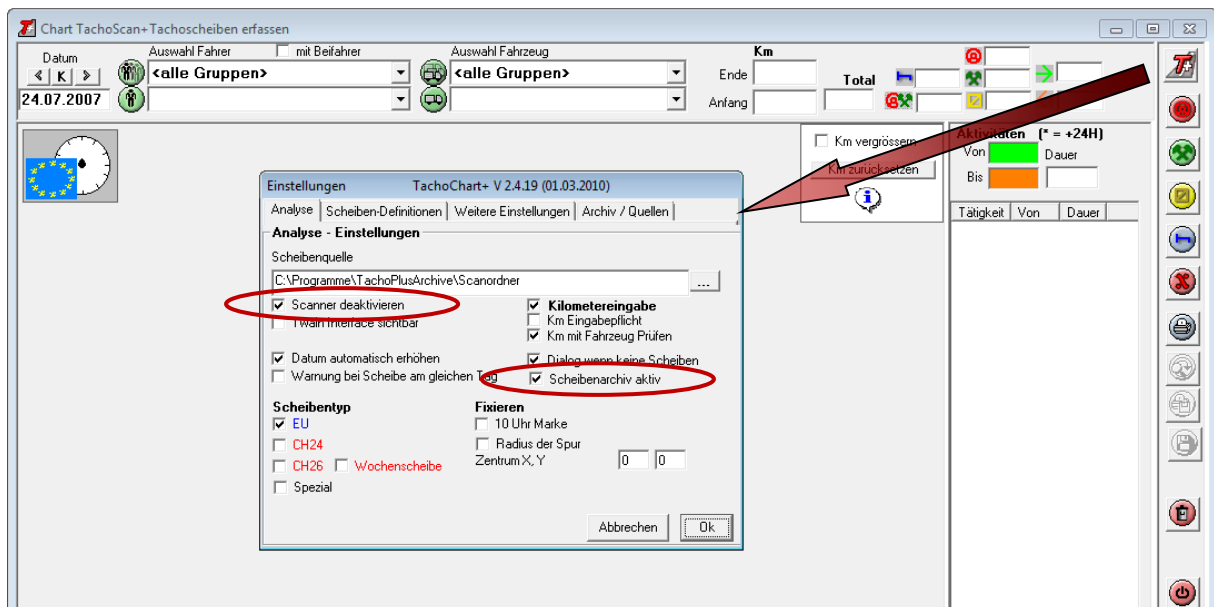 Chart TachoScan+ Tachoscheiben erfassen
Datum
K
24.07.2007
Auswahl Fahrer
mit Beifahrer
<alle Gruppen>
Auswahl Fahrzeug
<alle Gruppen>
Km
Ende
Anfang
Total
Km vergrössern
Km zurücksetzen
Aktivitäten (* = +24H)
Von
Dauer
Bis
Tätigkeit Von Dauer
Einstellungen TachoChart+ V 2.4.19 (01.03.2010)
Analyse Scheiben-Definitionen Weitere Einstellungen Archiv / Quellen
Analyse - Einstellungen
Scheibenquelle
C:\Programme\TachoPlusArchive\Scanordner
...
Scanner deaktivieren
Twain Interface sichtbar
Datum automatisch erhöhen
Warnung bei Scheibe am gleichen Tag
Kilometereingabe
Km Eingabepflicht
Km mit Fahrzeug Prüfen
Dialog wenn keine Scheiben
Scheibenarchiv aktiv
Scheibentyp
EU
CH24
CH26 Wochenscheibe
Spezial
Fixieren
10 Uhr Marke
Radius der Spur
Zentrum X, Y 0 0
Abbrechen Ok